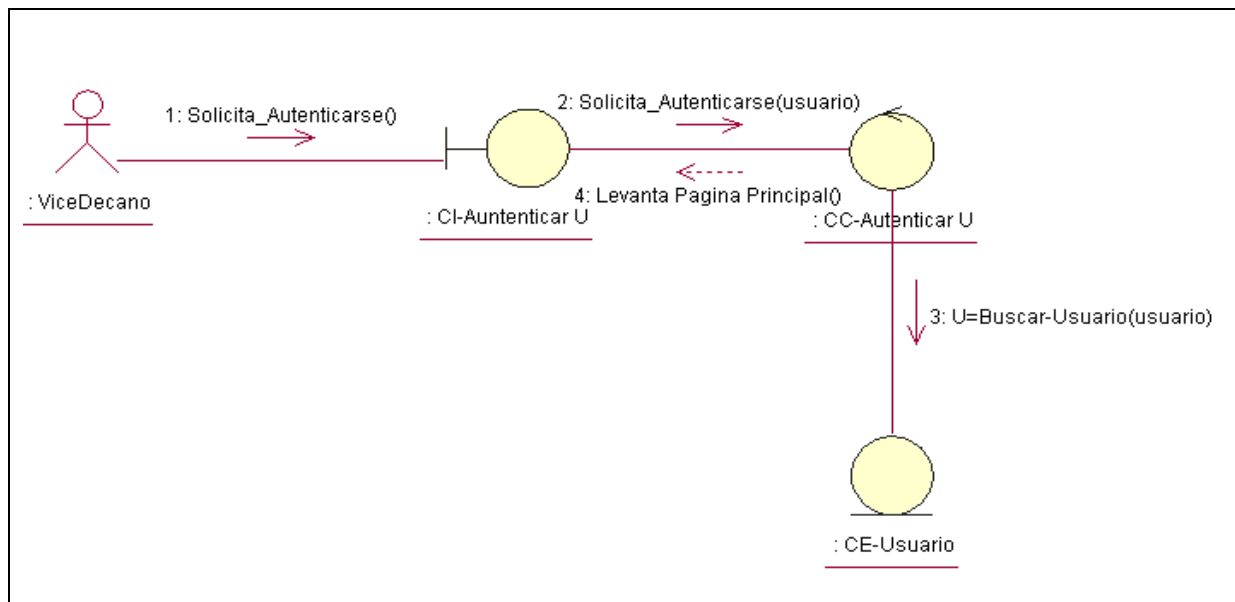 1: Solicita_Autenticarse()
2: Solicita_Autenticarse(usuario)
4: Levanta Pagina Principal()
: ViceDecano
: CI-Auntenticar U
: CC-Autenticar U
3: U=Buscar-Usuario(usuario)
: CE-Usuario